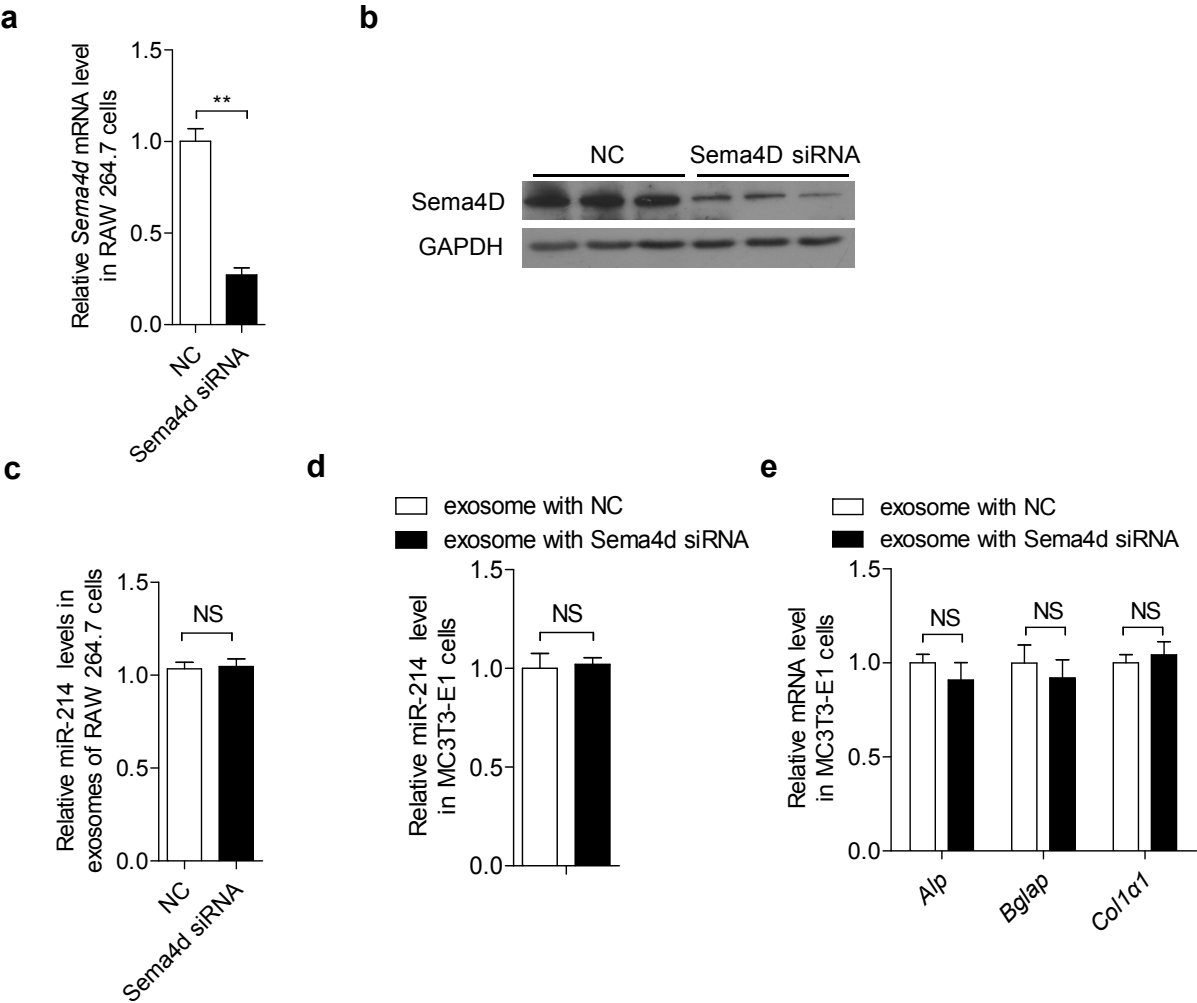 a
Relative Sema4d mRNA level
in RAW 264.7 cells
1.5
1.0
0.5
0.0
**
NC
Sema4d siRNA
b
NC
Sema4D siRNA
Sema4D
GAPDH
c
Relative miR-214 levels in
exosomes of RAW 264.7 cells
1.5
1.0
0.5
0.0
NS
NC
Sema4d siRNA
d
exosome with NC
exosome with Sema4d siRNA
Relative miR-214 level
in MC3T3-E1 cells
1.5
1.0
0.5
0.0
NS
e
exosome with NC
exosome with Sema4d siRNA
Relative mRNA level
in MC3T3-E1 cells
1.5
1.0
0.5
0.0
NS
NS
NS
Alp
Bglap
Col1α1